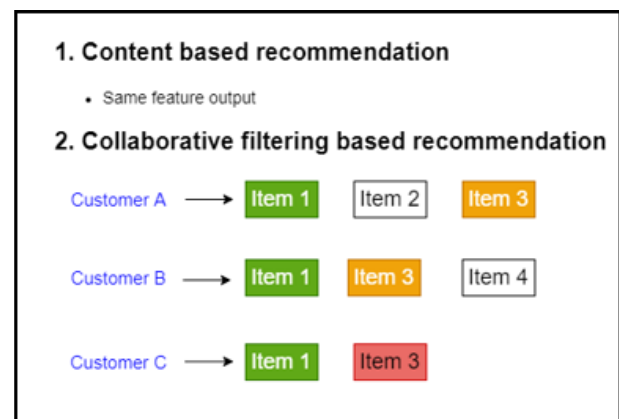 1. Content based recommendation
• Same feature output
2. Collaborative filtering based recommendation
Customer A Item 1 Item 2 Item 3
Customer B Item 1 Item 3 Item 4
Customer C Item 1 Item 3